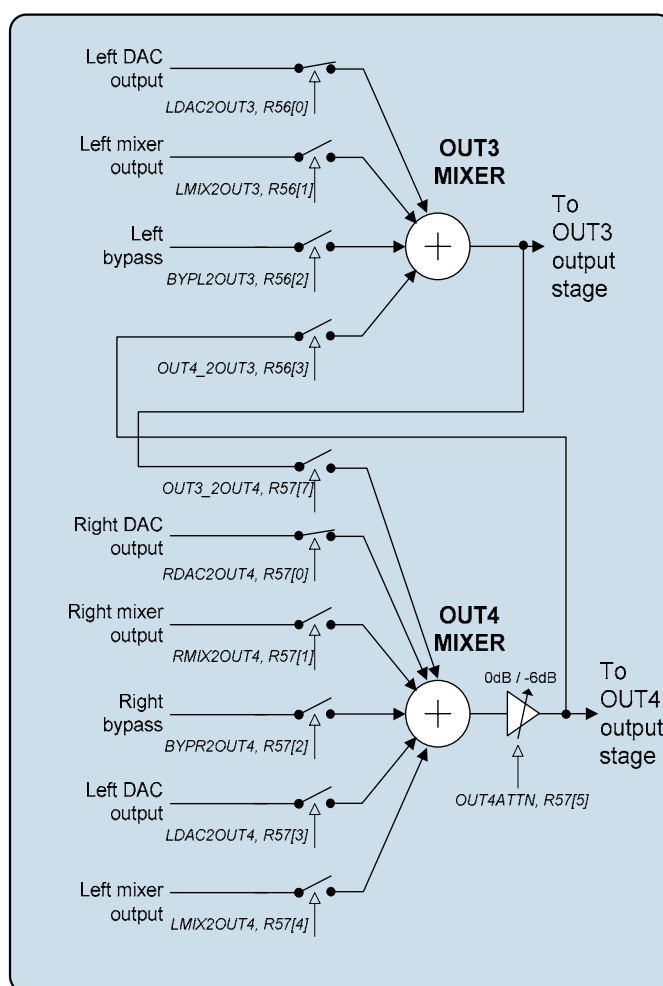 Left DAC
output
LDAC2OUT3, R56[0]
Left mixer
output
LMIX2OUT3, R56[1]
OUT3
MIXER
Left
bypass
BYPL2OUT3, R56[2]
To
OUT3
output
stage
OUT4_2OUT3, R56[3]
OUT3_2OUT4, R57[7]
Right DAC
output
RDAC2OUT4, R57[0]
Right mixer
output
RMIX2OUT4, R57[1]
OUT4
MIXER
Right
bypass
BYPR2OUT4, R57[2]
0dB / -6dB
To
OUT4
output
stage
OUT4ATTN, R57[5]
Left DAC
output
LDAC2OUT4, R57[3]
Left mixer
output
LMIX2OUT4, R57[4]